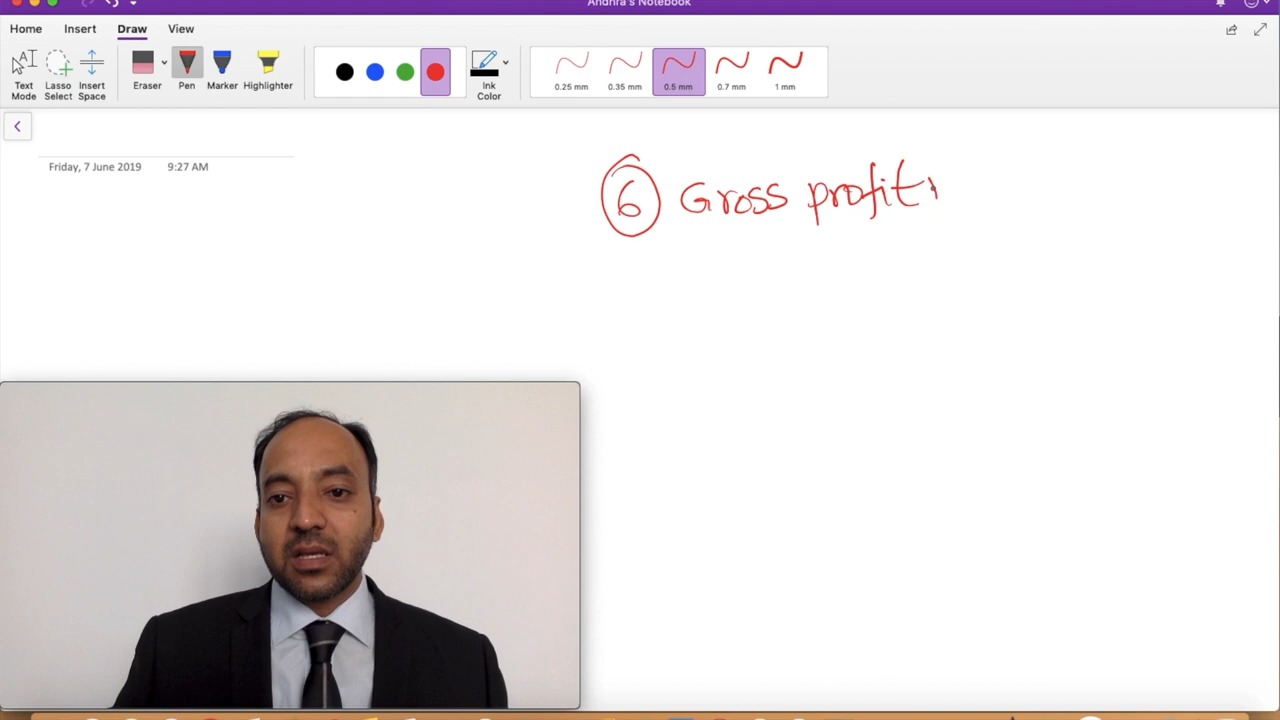 Andhra's Notebook
Home Insert Draw View
Text Mode
Lasso Select
Insert Space
Eraser
Pen
Marker
Highlighter
Ink Color
0.25 mm
0.35 mm
0.5 mm
0.7 mm
1 mm
Friday, 7 June 2019 9:27 AM
6 Gross profit